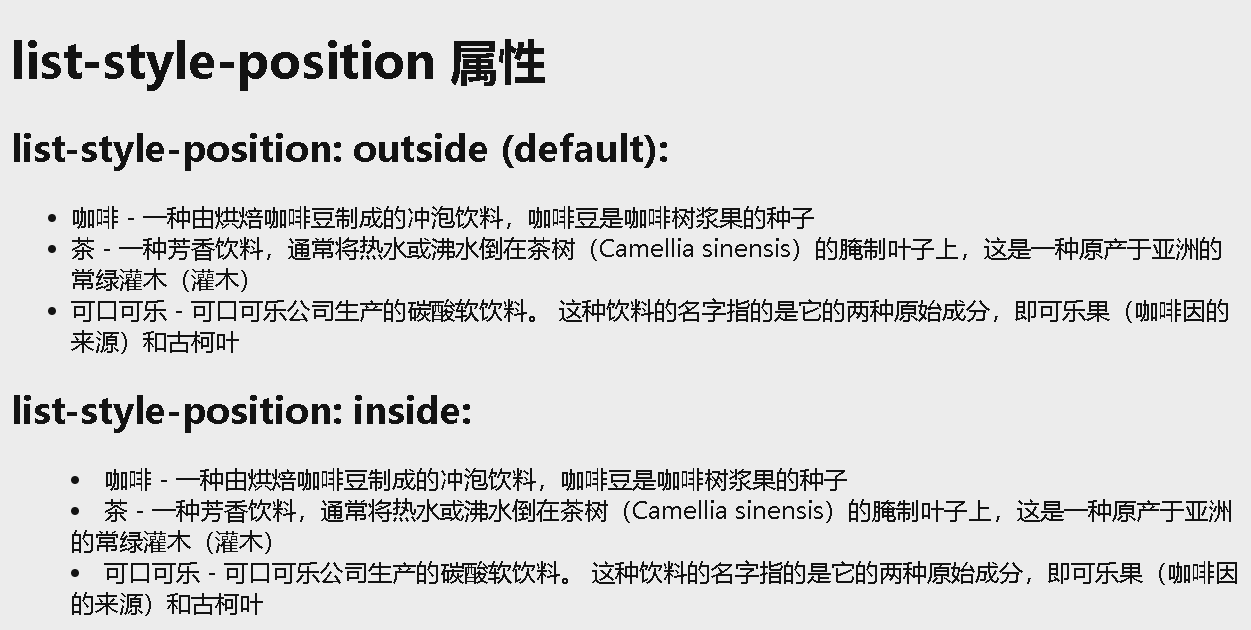 list-style-position 属性
list-style-position: outside (default):
• 咖啡 - 一种由烘焙咖啡豆制成的冲泡饮料，咖啡豆是咖啡树浆果的种子
• 茶 - 一种芳香饮料，通常将热水或沸水倒在茶树（Camellia sinensis）的腌制叶子上，这是一种原产于亚洲的
常绿灌木（灌木）
• 可口可乐 - 可口可乐公司生产的碳酸软饮料。 这种饮料的名字指的是它的两种原始成分，即可乐果（咖啡因的
来源）和古柯叶
list-style-position: inside:
• 咖啡 - 一种由烘焙咖啡豆制成的冲泡饮料，咖啡豆是咖啡树浆果的种子
• 茶 - 一种芳香饮料，通常将热水或沸水倒在茶树（Camellia sinensis）的腌制叶子上，这是一种原产于亚洲
的常绿灌木（灌木）
• 可口可乐 - 可口可乐公司生产的碳酸软饮料。 这种饮料的名字指的是它的两种原始成分，即可乐果（咖啡因
的来源）和古柯叶